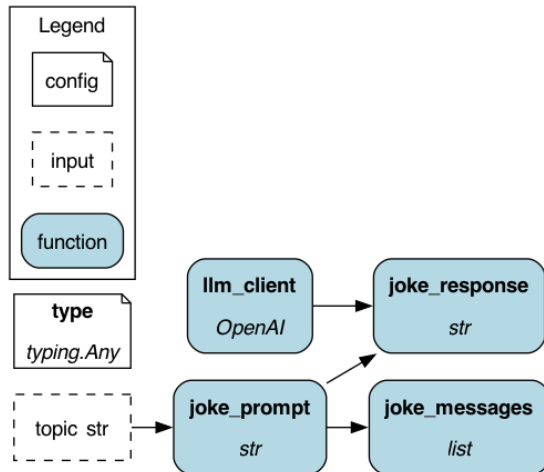 Legend
config
input
function
type
typing.Any
topic str
llm_client
OpenAI
joke_response
str
joke_prompt
str
joke_messages
list